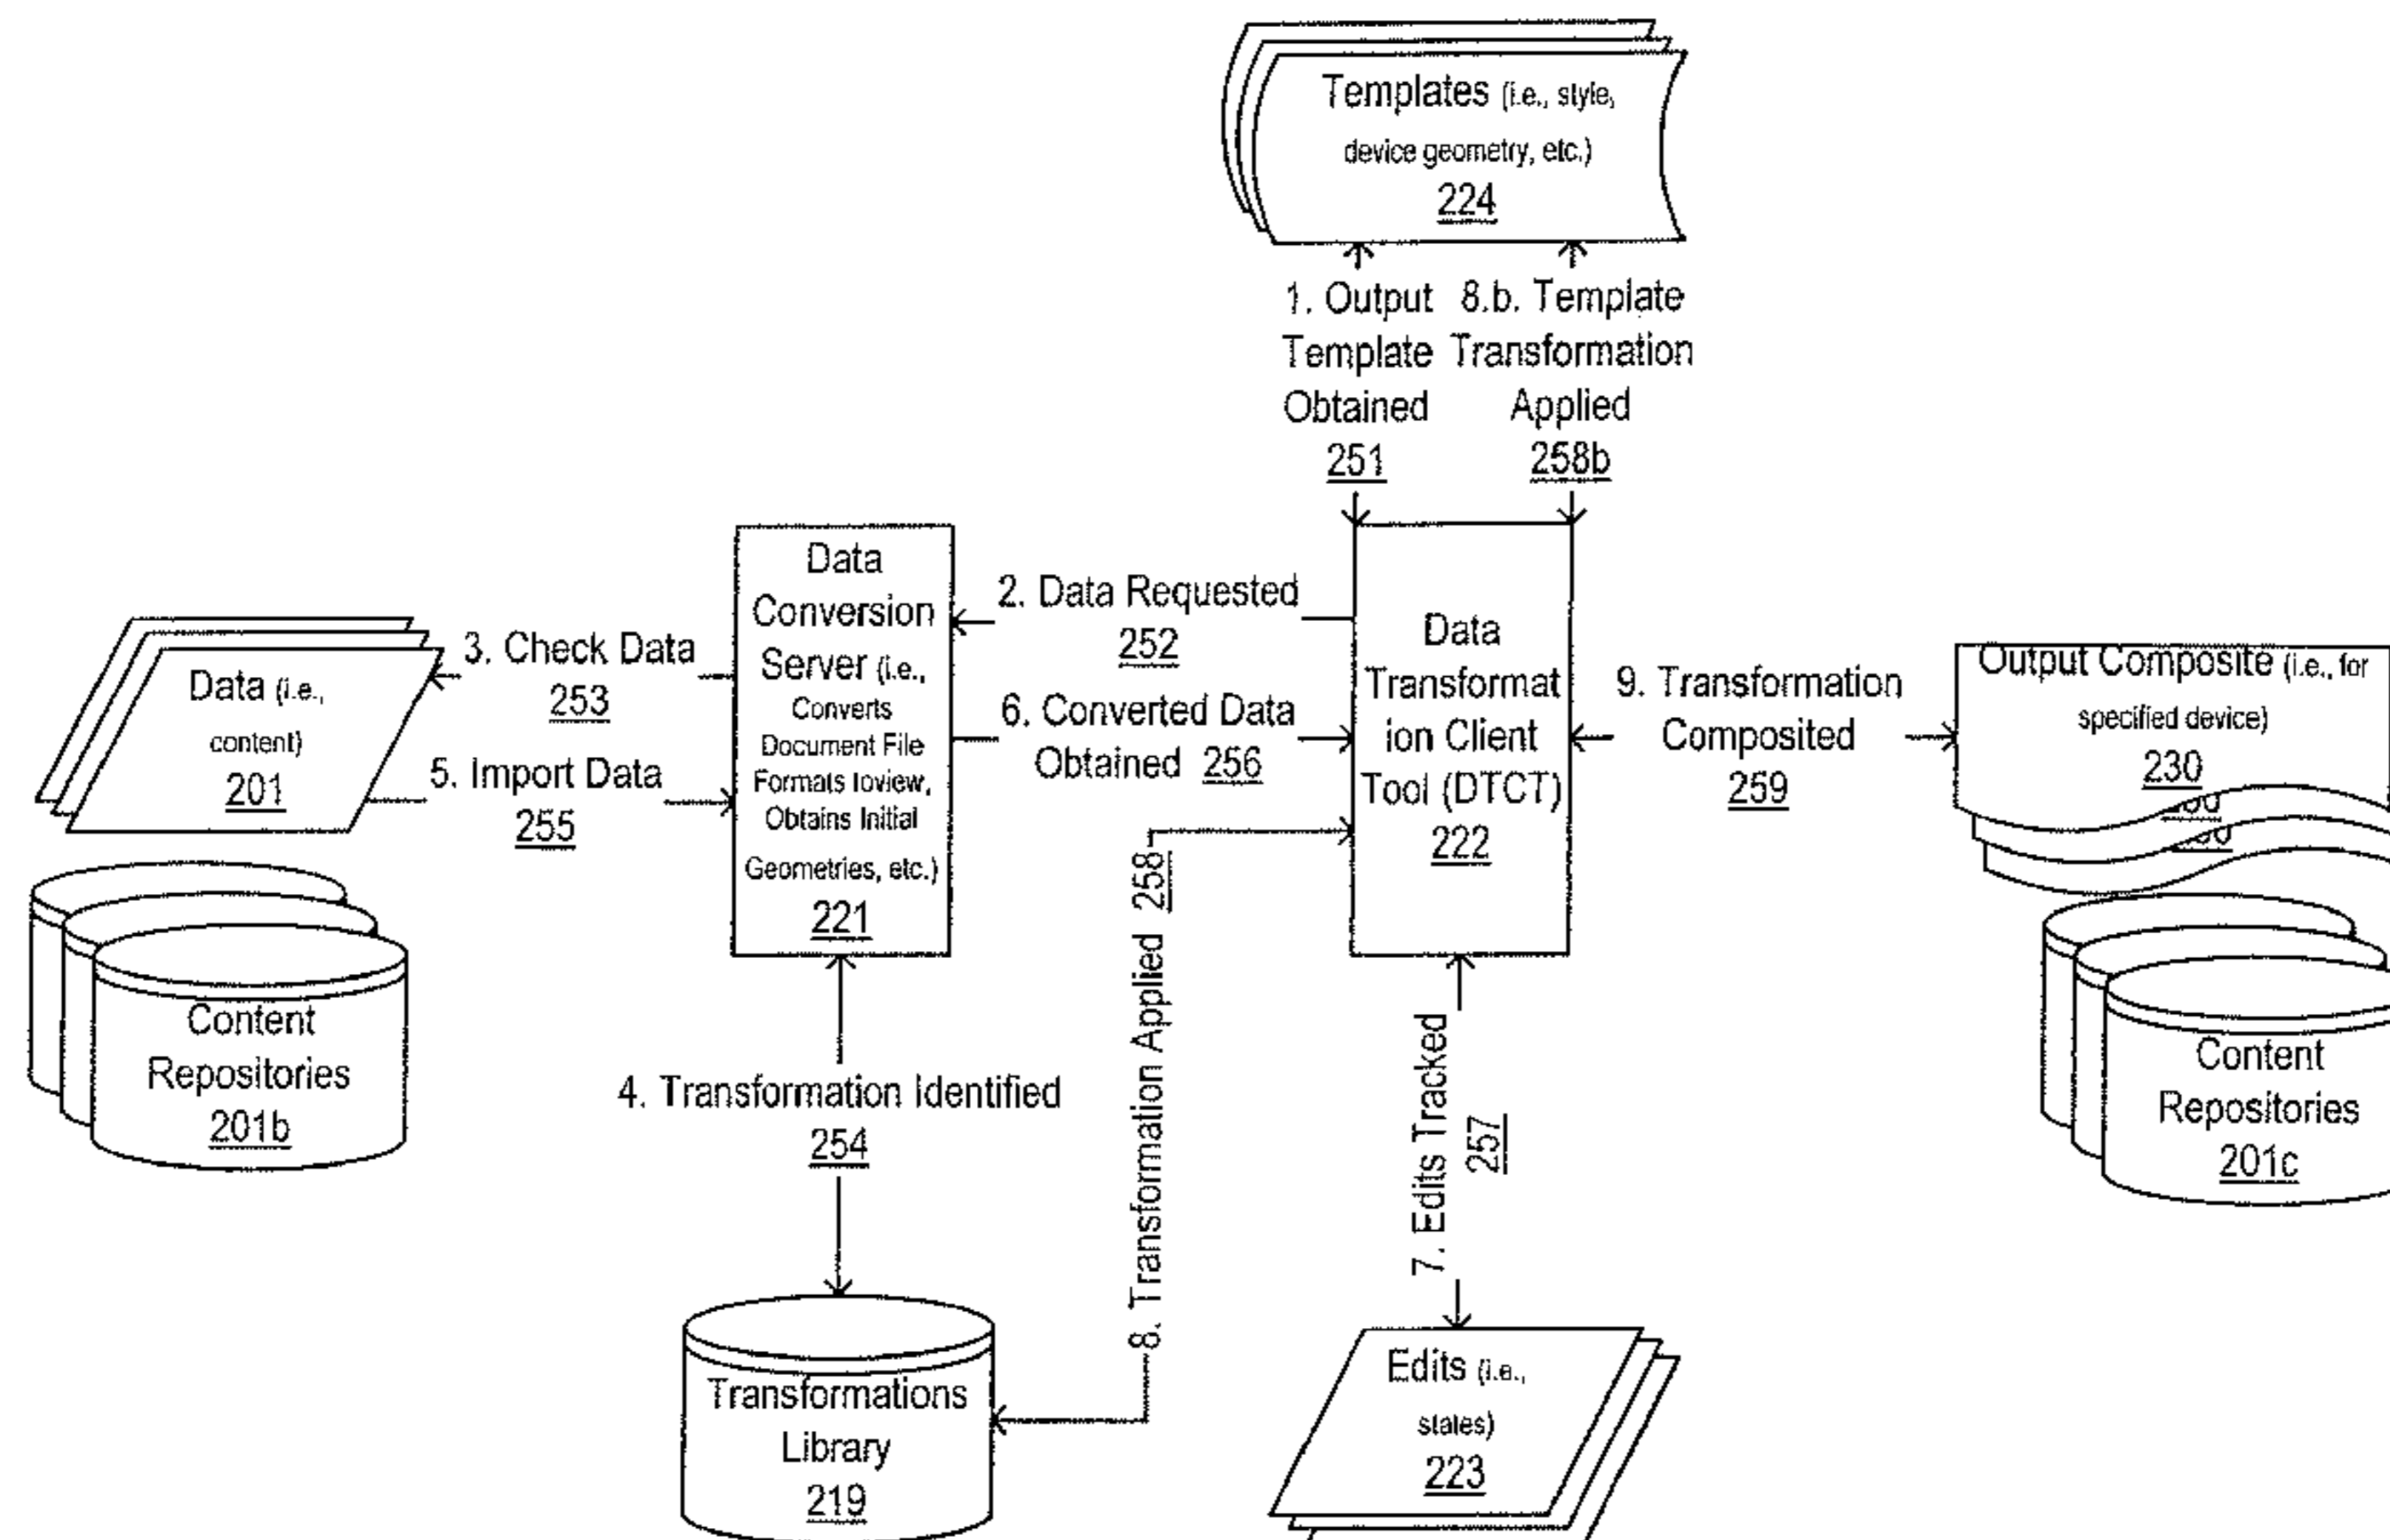 Templates (i.e., style,
device geometry, etc.)
224
1. Output
Template
Obtained
251
8.b. Template
Transformation
Applied
258b
Data
Conversion
Server (i.e.,
Converts
Document File
Formats Ioview,
Obtains Initial
Geometries, etc.)
221
2. Data Requested
252
6. Converted Data
Obtained 256
Data
Transformat
ion Client
Tool (DTCT)
222
3. Check Data
253
5. Import Data
255
Data (i.e.,
content)
201
9. Transformation
Composited
259
Output Composite (i.e., for
specified device)
230
Content
Repositories
201b
Content
Repositories
201c
4. Transformation Identified
254
8. Transformation Applied 258
7. Edits Tracked
257
Transformations
Library
219
Edits (i.e.,
states)
223